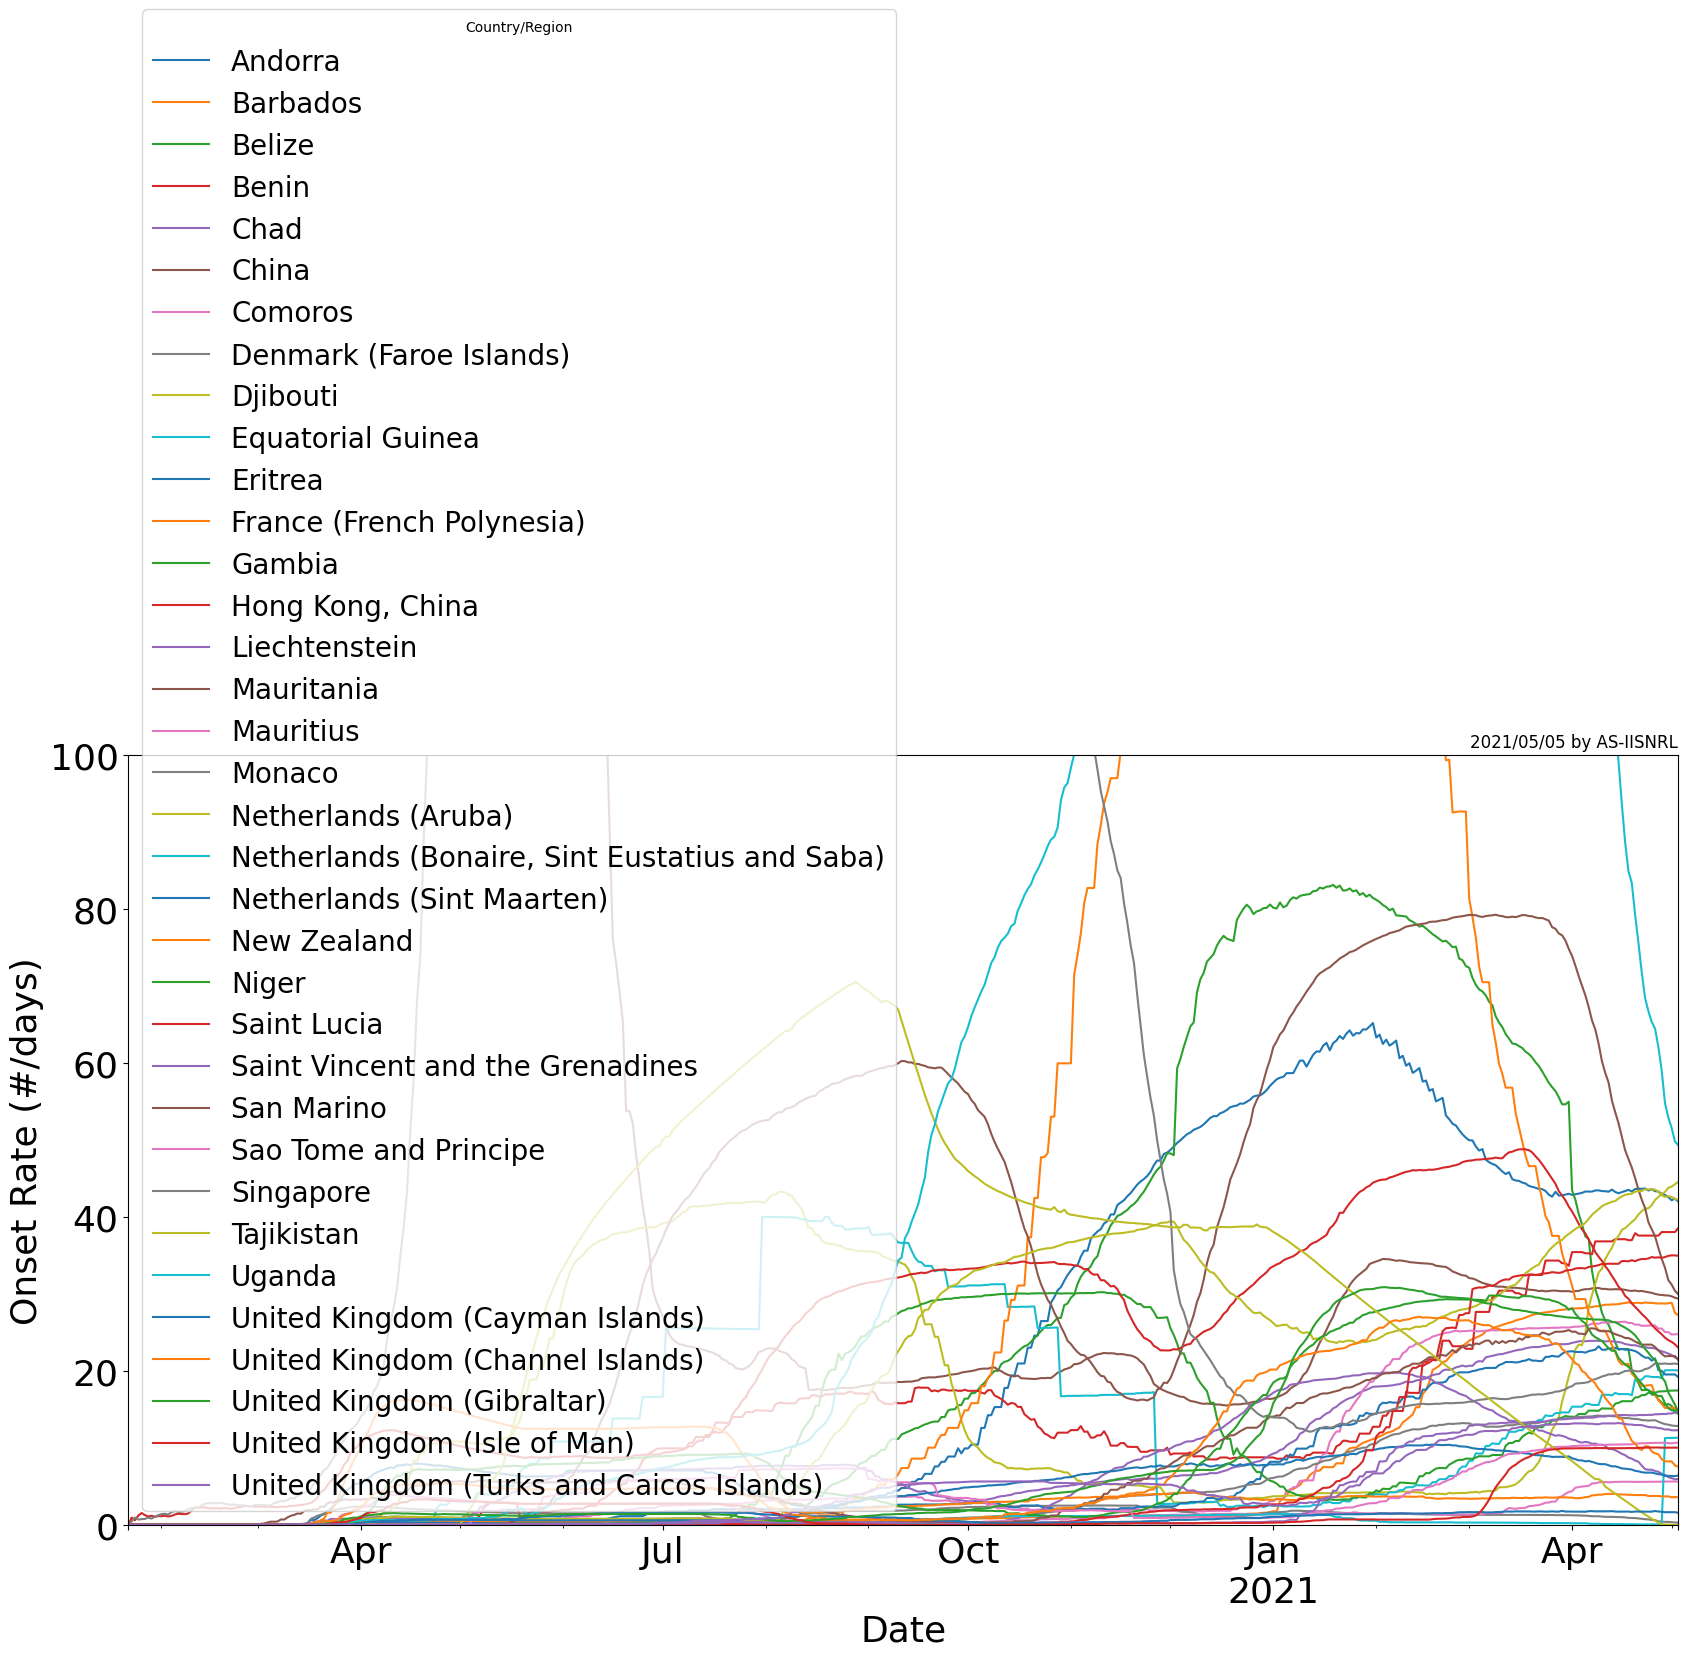 Country/Region
Andorra
Barbados
Belize
Benin
Chad
China
Comoros
Denmark (Faroe Islands)
Djibouti
Equatorial Guinea
Eritrea
France (French Polynesia)
Gambia
Hong Kong, China
Liechtenstein
Mauritania
Mauritius
Monaco
Netherlands (Aruba)
Netherlands (Bonaire, Sint Eustatius and Saba)
Netherlands (Sint Maarten)
New Zealand
Niger
Saint Lucia
Saint Vincent and the Grenadines
San Marino
Sao Tome and Principe
Singapore
Tajikistan
Uganda
United Kingdom (Cayman Islands)
United Kingdom (Channel Islands)
United Kingdom (Gibraltar)
United Kingdom (Isle of Man)
United Kingdom (Turks and Caicos Islands)
2021/05/05 by AS-IISNRL
100
80
60
40
20
0
Onset Rate (#/days)
Apr Jul Oct Jan Apr
2021
Date